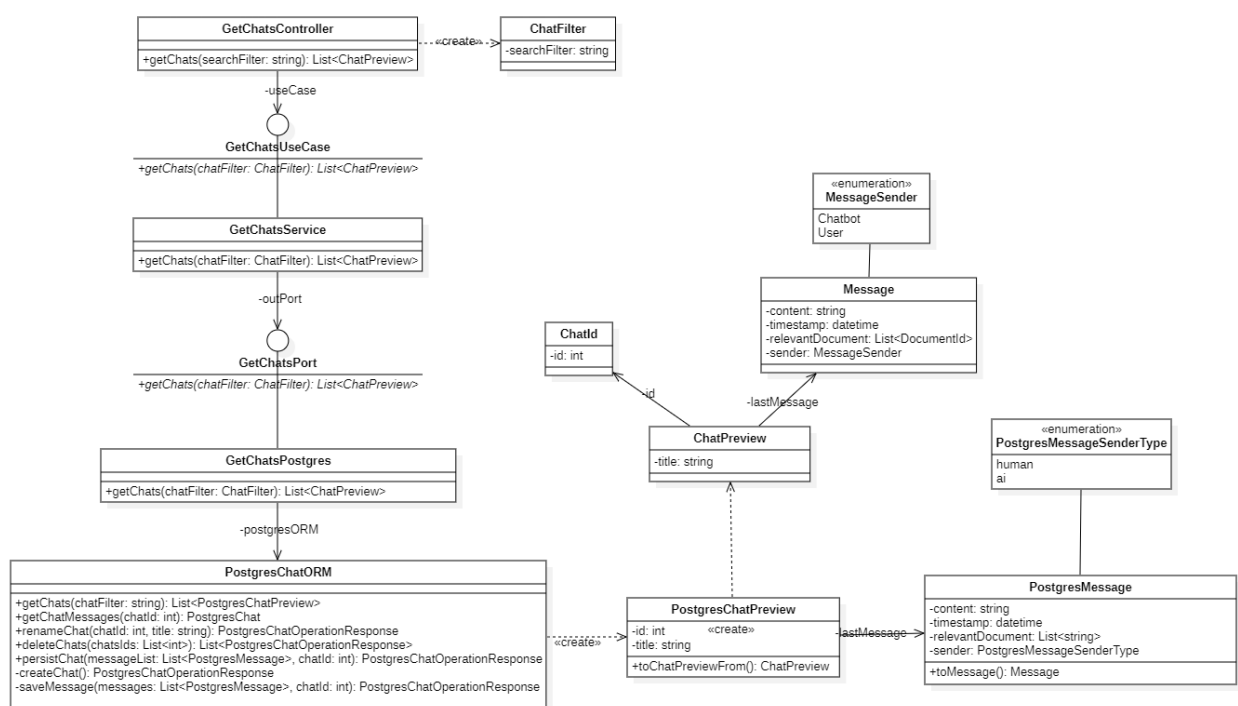 GetChatsController
+getChats(searchFilter: string): List<ChatPreview>
«create»
ChatFilter
-searchFilter: string
-useCase
GetChatsUseCase
+getChats(chatFilter: ChatFilter): List<ChatPreview>
GetChatsService
+getChats(chatFilter: ChatFilter): List<ChatPreview>
-outPort
GetChatsPort
+getChats(chatFilter: ChatFilter): List<ChatPreview>
GetChatsPostgres
+getChats(chatFilter: ChatFilter): List<ChatPreview>
-postgresORM
PostgresChatORM
+getChats(chatFilter: string): List<PostgresChatPreview>
+getChatMessages(chatId: int): PostgresChat
+renameChat(chatId: int, title: string): PostgresChatOperationResponse
+deleteChats(chatsIds: List<int>): List<PostgresChatOperationResponse>
+persistChat(messageList: List<PostgresMessage>, chatId: int): PostgresChatOperationResponse
-createChat(): PostgresChatOperationResponse
-saveMessage(messages: List<PostgresMessage>, chatId: int): PostgresChatOperationResponse
«create»
«enumeration»
MessageSender
Chatbot
User
Message
-content: string
-timestamp: datetime
-relevantDocument: List<DocumentId>
-sender: MessageSender
ChatId
-id: int
-id
-lastMessage
ChatPreview
-title: string
«enumeration»
PostgresMessageSenderType
human
ai
PostgresChatPreview
-id: int
«create»
-title: string
+toChatPreviewFrom(): ChatPreview
-lastMessage
PostgresMessage
-content: string
-timestamp: datetime
-relevantDocument: List<string>
-sender: PostgresMessageSenderType
+toMessage(): Message